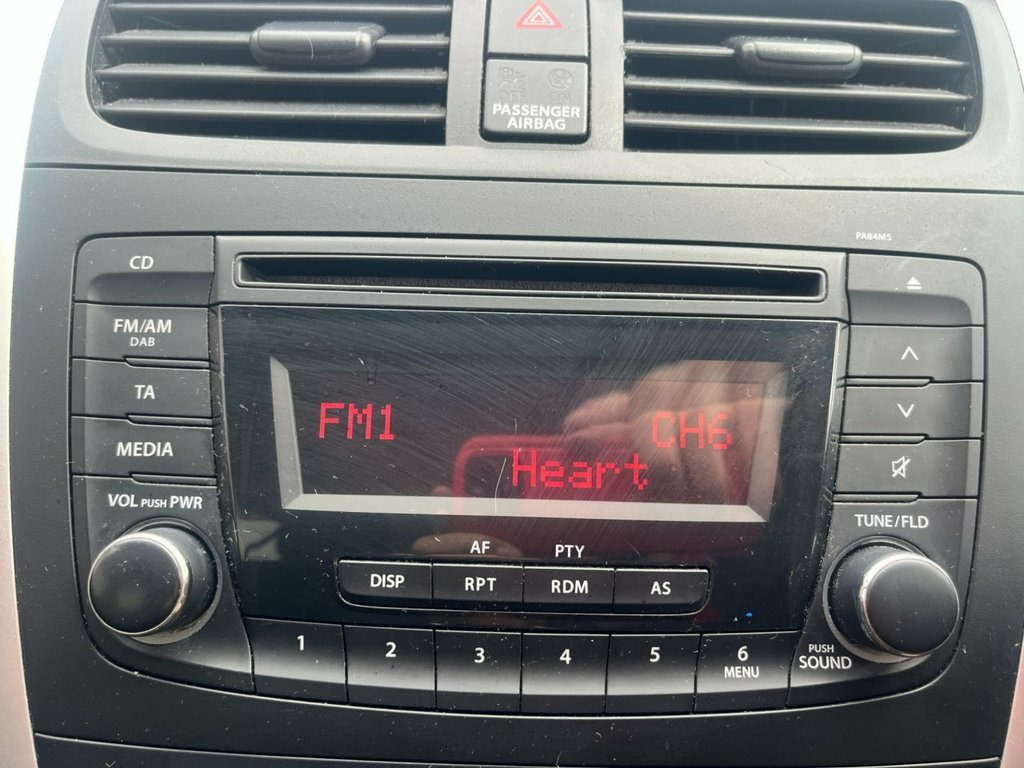 PASSENGER
AIRBAG
PA84M5
CD
FM/AM
DAB
TA
MEDIA
VOL PUSH PWR
FM1
CH6
Heart
TUNE/FLD
AF
PTY
DISP
RPT
RDM
AS
1
2
3
4
5
6
MENU
PUSH
SOUND